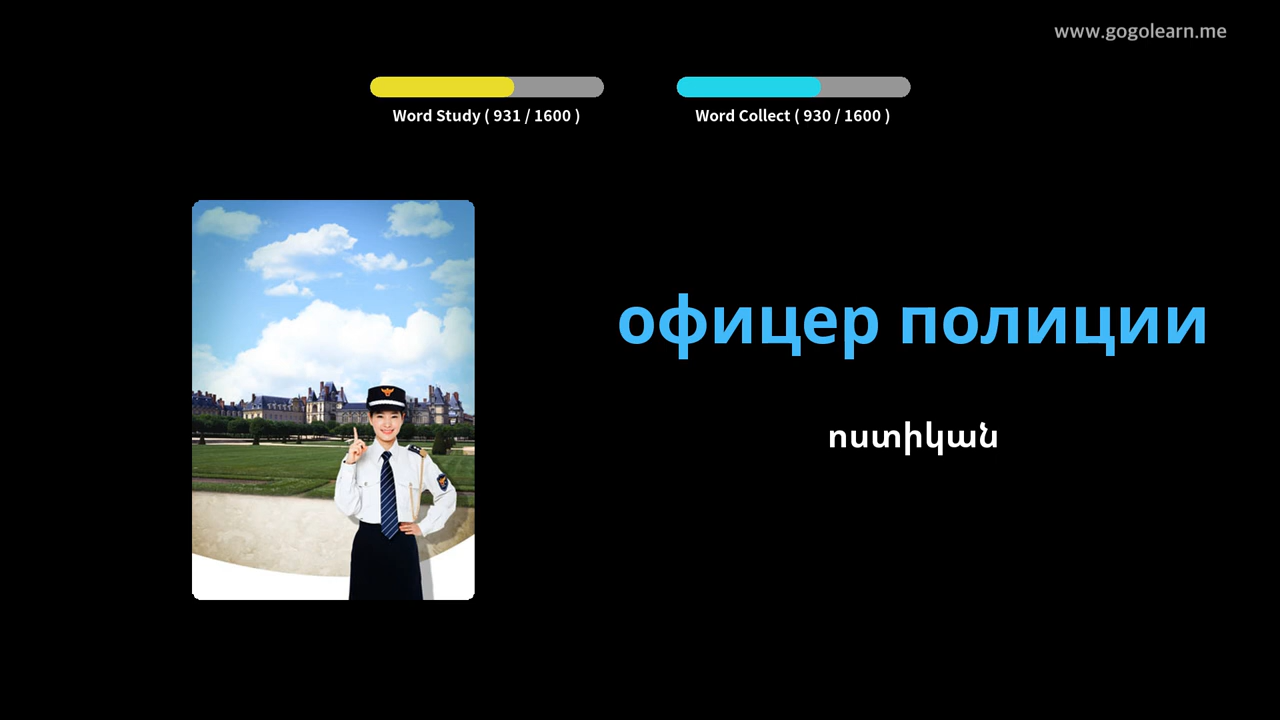 www.gogolearn.me
Word Study ( 931 / 1600 )
Word Collect ( 930 / 1600 )
офицер полиции
ոստիկան